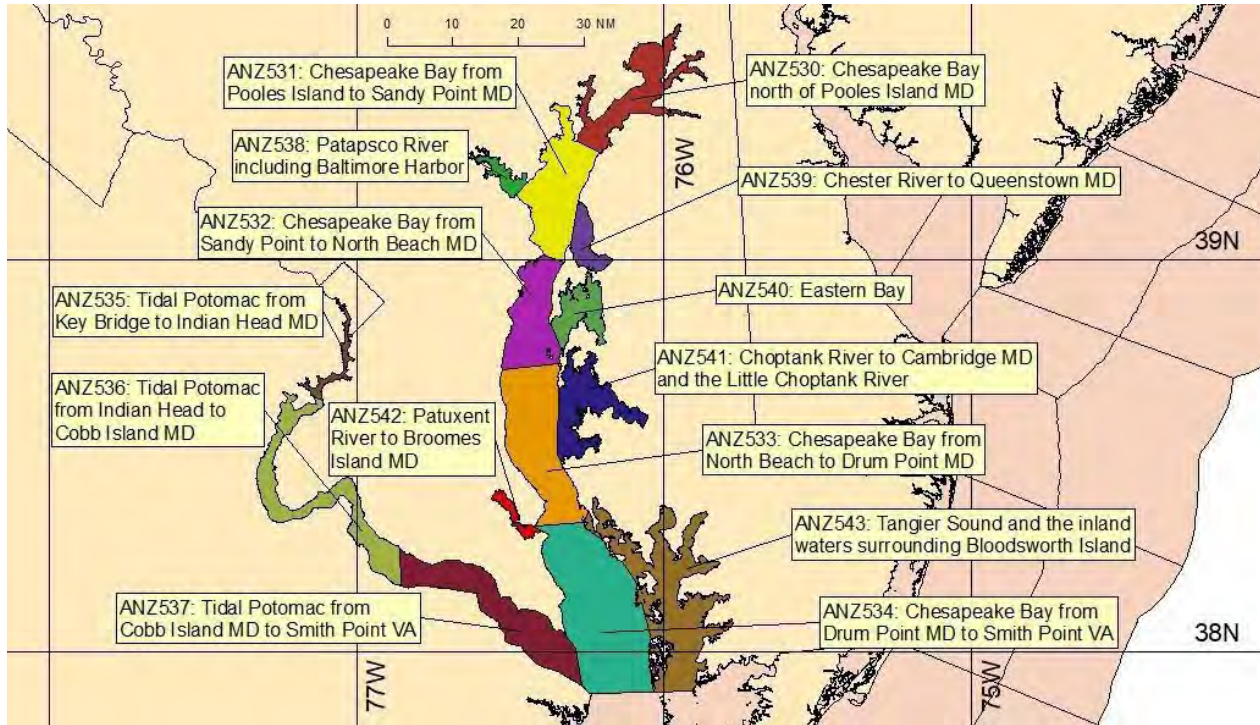 0 10 20 30 NM
ANZ531: Chesapeake Bay from
Pooles Island to Sandy Point MD
ANZ530: Chesapeake Bay
north of Pooles Island MD
ANZ538: Patapsco River
including Baltimore Harbor
76W
ANZ539: Chester River to Queenstown MD
ANZ532: Chesapeake Bay from
Sandy Point to North Beach MD
39N
ANZ535: Tidal Potomac from
Key Bridge to Indian Head MD
ANZ540: Eastern Bay
ANZ541: Choptank River to Cambridge MD
and the Little Choptank River
ANZ536: Tidal Potomac
from Indian Head to
Cobb Island MD
ANZ542: Patuxent
River to Broomes
Island MD
ANZ533: Chesapeake Bay from
North Beach to Drum Point MD
ANZ543: Tangier Sound and the inland
waters surrounding Bloodsworth Island
ANZ537: Tidal Potomac from
Cobb Island MD to Smith Point VA
ANZ534: Chesapeake Bay from
Drum Point MD to Smith Point VA
38N
77W
75W